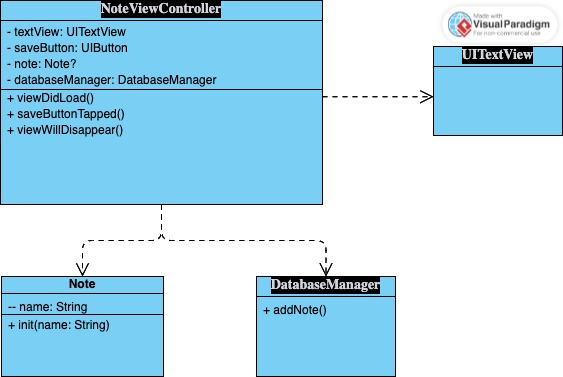 NoteViewController
- textView: UITextView
- saveButton: UIButton
- note: Note?
- databaseManager: DatabaseManager
+ viewDidLoad()
+ saveButtonTapped()
+ viewWillDisappear()
Made with
Visual Paradigm
For non-commercial use
UITextView
Note
-- name: String
+ init(name: String)
DatabaseManager
+ addNote()